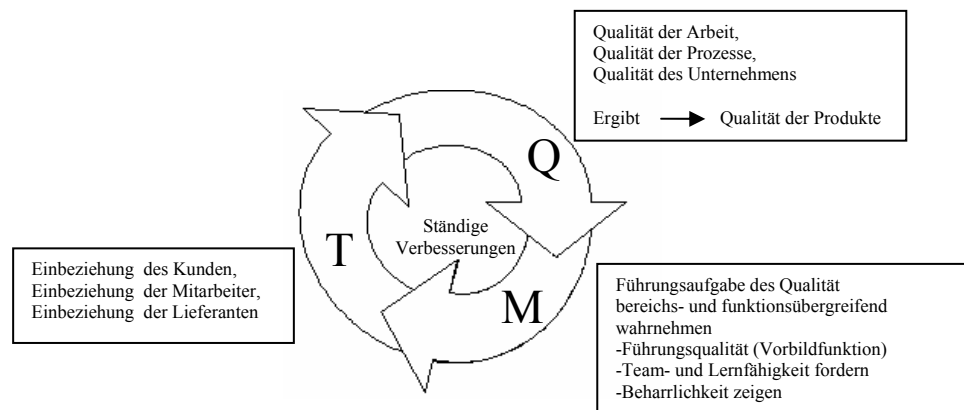 Qualität der Arbeit,
Qualität der Prozesse,
Qualität des Unternehmens
Ergibt Qualität der Produkte
Q
T
Ständige
Verbesserungen
M
Einbeziehung des Kunden,
Einbeziehung der Mitarbeiter,
Einbeziehung der Lieferanten
Führungsaufgabe des Qualität
bereichs- und funktionsübergreifend
wahrnehmen
-Führungsqualität (Vorbildfunktion)
-Team- und Lernfähigkeit fordern
-Beharrlichkeit zeigen